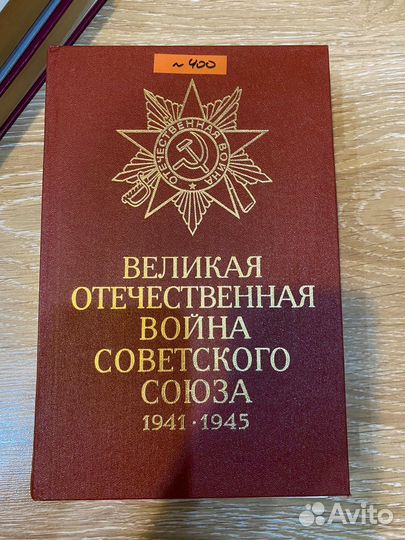 ~ 400
ОТЕЧЕСТВЕННАЯ ВОЙНА
ВЕЛИКАЯ
ОТЕЧЕСТВЕННАЯ
ВОЙНА
СОВЕТСКОГО
СОЮЗА
1941 · 1945
Avito